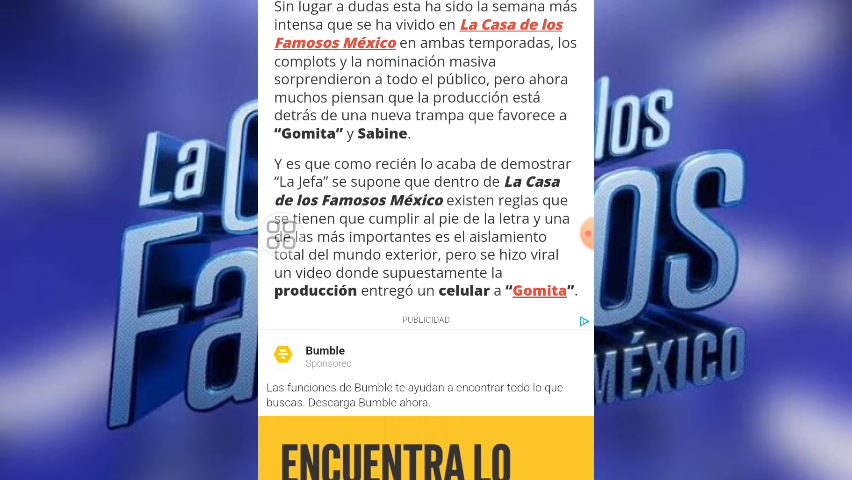 Sin lugar a dudas esta ha sido la semana más
intensa que se ha vivido en La Casa de los
Famosos México en ambas temporadas, los
complots y la nominación masiva
sorprendieron a todo el público, pero ahora
muchos piensan que la producción está
detrás de una nueva trampa que favorece a
“Gomita” y Sabine.
Y es que como recién lo acaba de demostrar
“La Jefa” se supone que dentro de La Casa
de los Famosos México existen reglas que
se tienen que cumplir al pie de la letra y una
de las más importantes es el aislamiento
total del mundo exterior, pero se hizo viral
un video donde supuestamente la
producción entregó un celular a “Gomita”.
PUBLICIDAD
Bumble
Sponsored
Las funciones de Bumble te ayudan a encontrar todo lo que
buscas. Descarga Bumble ahora.
ENCUENTRA LO
La
los
Fa
os
MÉXICO